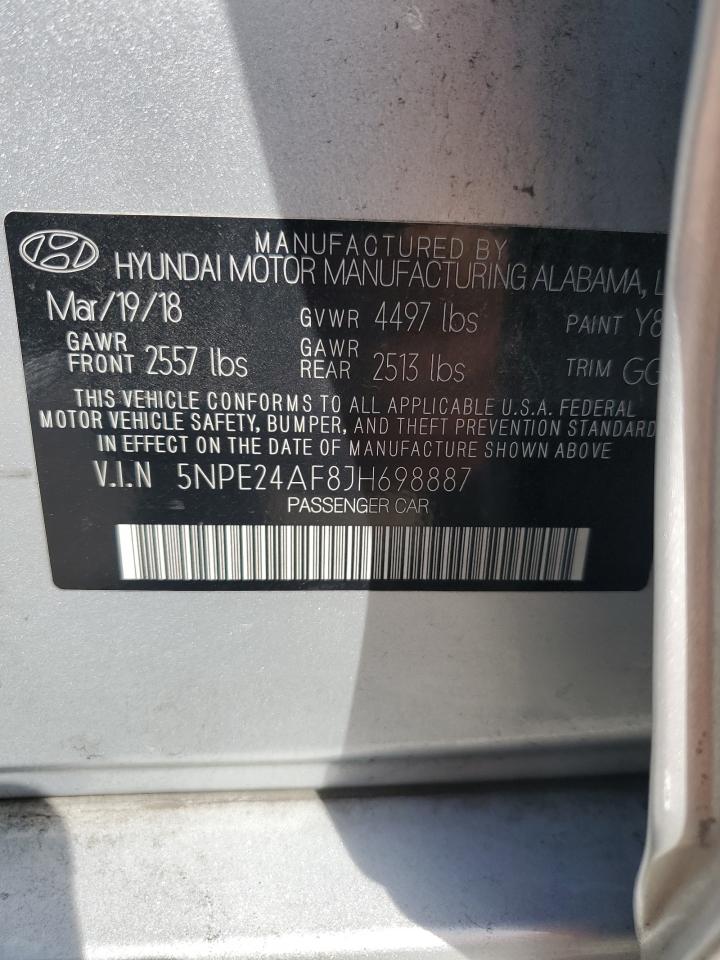 MANUFACTURED BY
HYUNDAI MOTOR MANUFACTURING ALABAMA, L
Mar/19/18 GVWR 4497 lbs PAINT Y8
GAWR FRONT 2557 lbs GAWR REAR 2513 lbs TRIM GG
THIS VEHICLE CONFORMS TO ALL APPLICABLE U.S.A. FEDERAL
MOTOR VEHICLE SAFETY, BUMPER, AND THEFT PREVENTION STANDARD
IN EFFECT ON THE DATE OF MANUFACTURE SHOWN ABOVE
V.I.N 5NPE24AF8JH698887
PASSENGER CAR